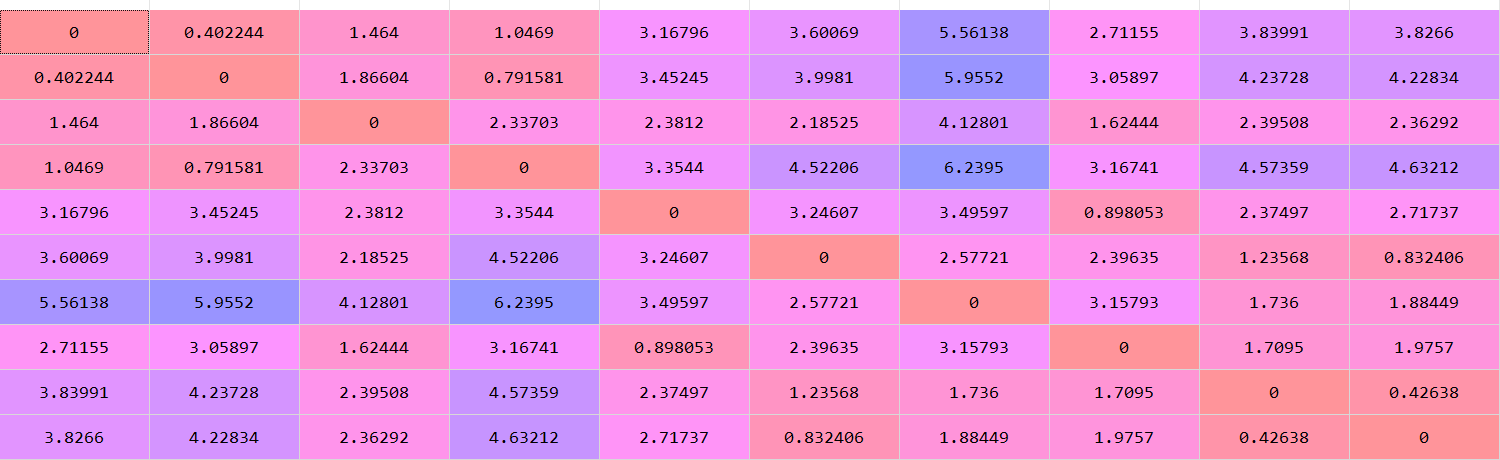 0 0.402244 1.464 1.0469 3.16796 3.60069 5.56138 2.71155 3.83991 3.8266
0.402244 0 1.86604 0.791581 3.45245 3.9981 5.9552 3.05897 4.23728 4.22834
1.464 1.86604 0 2.33703 2.3812 2.18525 4.12801 1.62444 2.39508 2.36292
1.0469 0.791581 2.33703 0 3.3544 4.52206 6.2395 3.16741 4.57359 4.63212
3.16796 3.45245 2.3812 3.3544 0 3.24607 3.49597 0.898053 2.37497 2.71737
3.60069 3.9981 2.18525 4.52206 3.24607 0 2.57721 2.39635 1.23568 0.832406
5.56138 5.9552 4.12801 6.2395 3.49597 2.57721 0 3.15793 1.736 1.88449
2.71155 3.05897 1.62444 3.16741 0.898053 2.39635 3.15793 0 1.7095 1.9757
3.83991 4.23728 2.39508 4.57359 2.37497 1.23568 1.736 1.7095 0 0.42638
3.8266 4.22834 2.36292 4.63212 2.71737 0.832406 1.88449 1.9757 0.42638 0